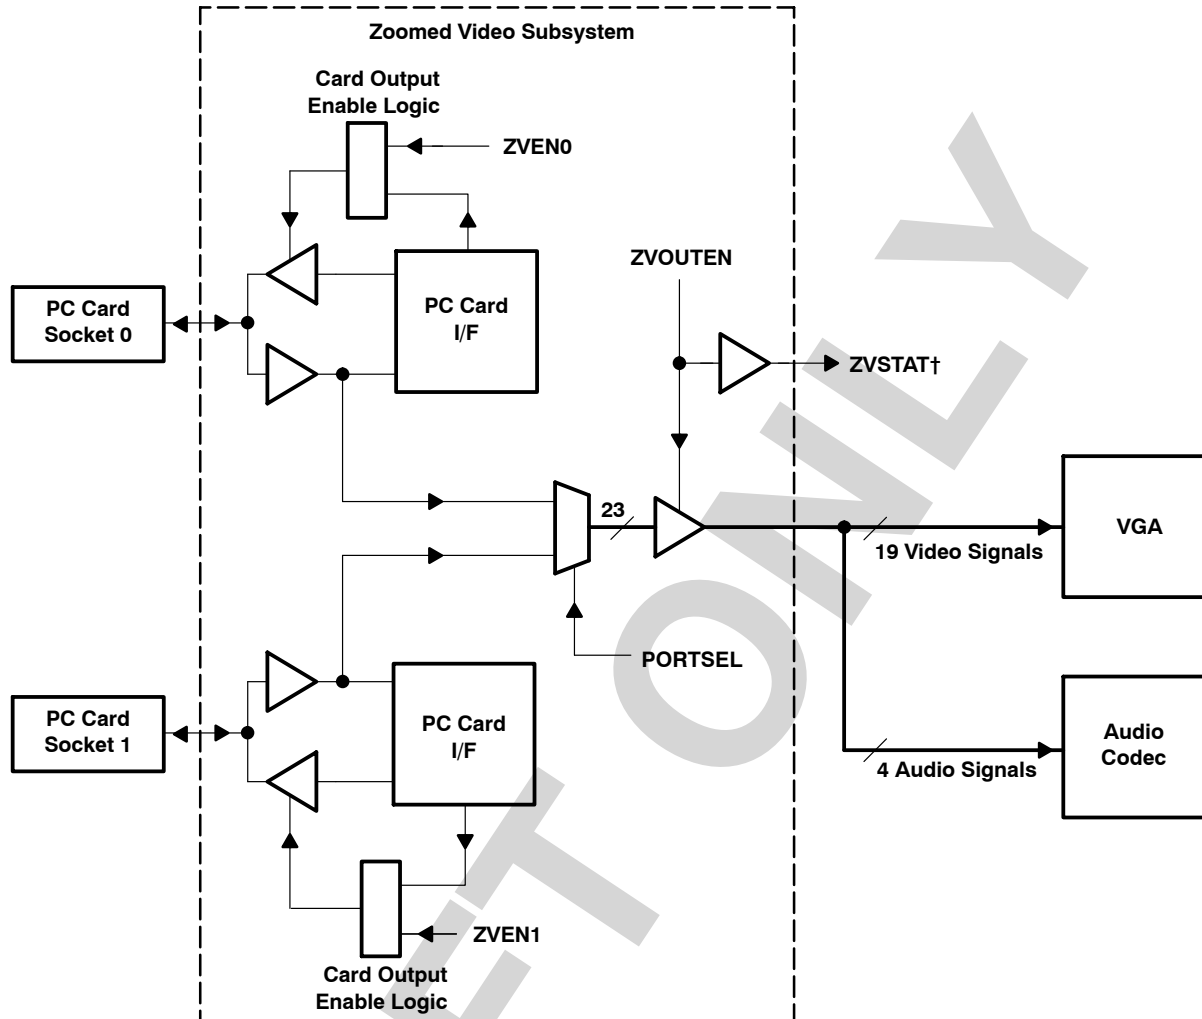 Zoomed Video Subsystem
Card Output
Enable Logic
ZVEN0
ZVOUTEN
PC Card
Socket 0
PC Card
I/F
ZVSTAT†
23
19 Video Signals
VGA
PORTSEL
PC Card
Socket 1
PC Card
I/F
4 Audio Signals
Audio
Codec
ZVEN1
Card Output
Enable Logic
ET ONLY